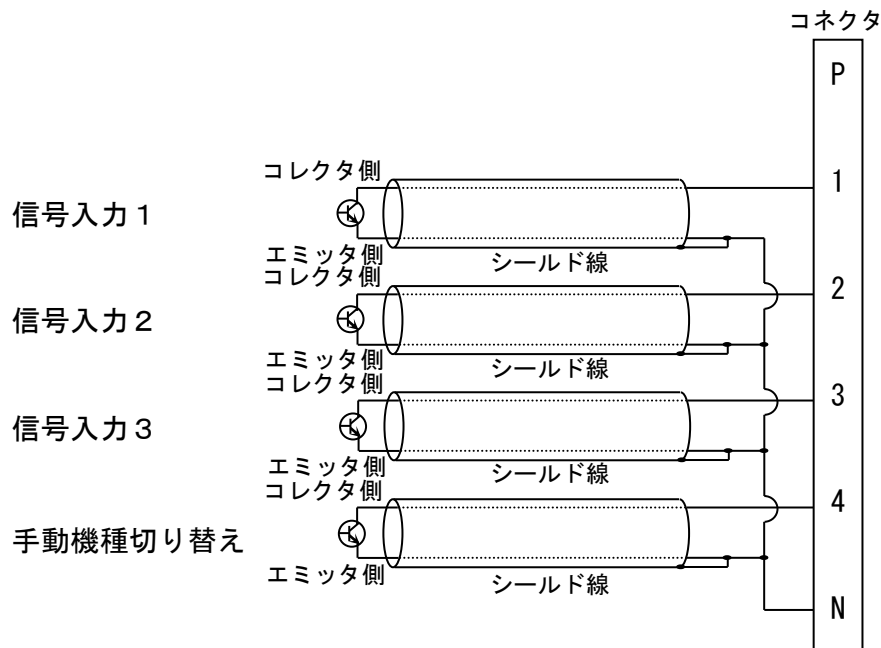 コネクタ
P
コレクタ側
1
信号入力1
エミッタ側
シールド線
コレクタ側
2
信号入力2
エミッタ側
シールド線
コレクタ側
3
信号入力3
エミッタ側
シールド線
コレクタ側
4
手動機種切り替え
エミッタ側
シールド線
N